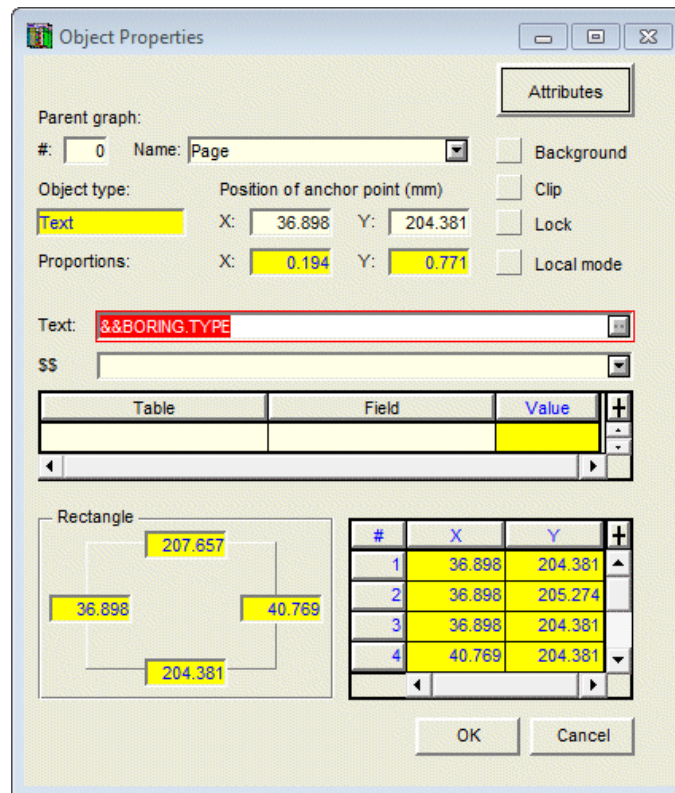 Object Properties
Attributes
Parent graph:
#: 0 Name: Page
Background
Object type: Position of anchor point (mm)
Clip
Text X: 36.898 Y: 204.381
Lock
Proportions: X: 0.194 Y: 0.771
Local mode
Text: &&BORING.TYPE
$$
Table Field Value
Rectangle
207.657
36.898 40.769
204.381
# X Y
1 36.898 204.381
2 36.898 205.274
3 36.898 204.381
4 40.769 204.381
OK Cancel